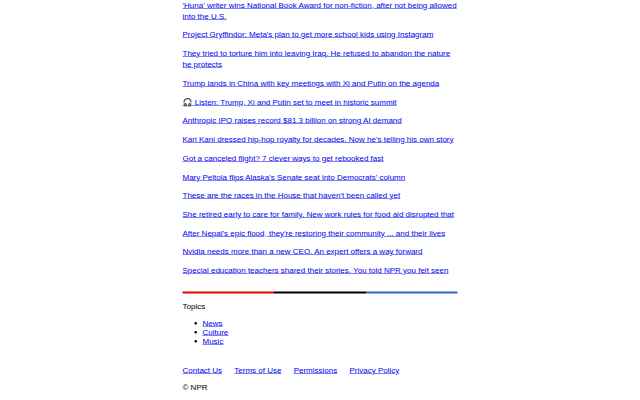 'Huna' writer wins National Book Award for non-fiction, after not being allowed
into the U.S.
Project Gryffindor: Meta's plan to get more school kids using Instagram
They tried to torture him into leaving Iraq. He refused to abandon the nature
he protects
Trump lands in China with key meetings with Xi and Putin on the agenda
🎧 Listen: Trump, Xi and Putin set to meet in historic summit
Anthropic IPO raises record $81.3 billion on strong AI demand
Kari Kani dressed hip-hop royalty for decades. Now he's telling his own story
Got a canceled flight? 7 clever ways to get rebooked fast
Mary Peltola flips Alaska's Senate seat into Democrats' column
These are the races in the House that haven't been called yet
She retired early to care for family. New work rules for food aid disrupted that
After Nepal's epic flood, they're restoring their community ... and their lives
Nvidia needs more than a new CEO. An expert offers a way forward
Special education teachers shared their stories. You told NPR you felt seen
Topics
News
Culture
Music
Contact Us Terms of Use Permissions Privacy Policy
© NPR